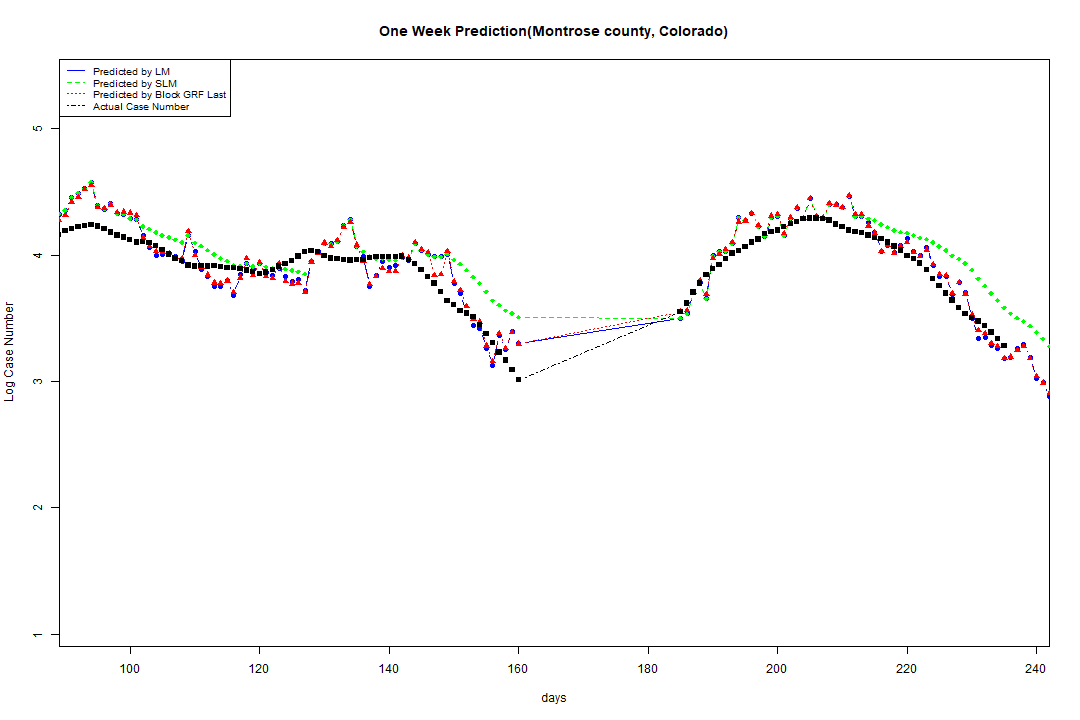 One Week Prediction(Montrose county, Colorado)
Predicted by LM
Predicted by SLM
Predicted by Block GRF Last
Actual Case Number
5
4
3
2
1
Log Case Number
100 120 140 160 180 200 220 240
days